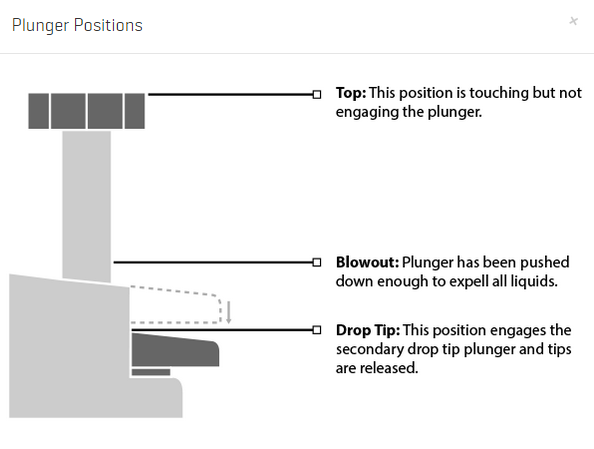 Plunger Positions
×
Top: This position is touching but not
engaging the plunger.
Blowout: Plunger has been pushed
down enough to expell all liquids.
Drop Tip: This position engages the
secondary drop tip plunger and tips
are released.